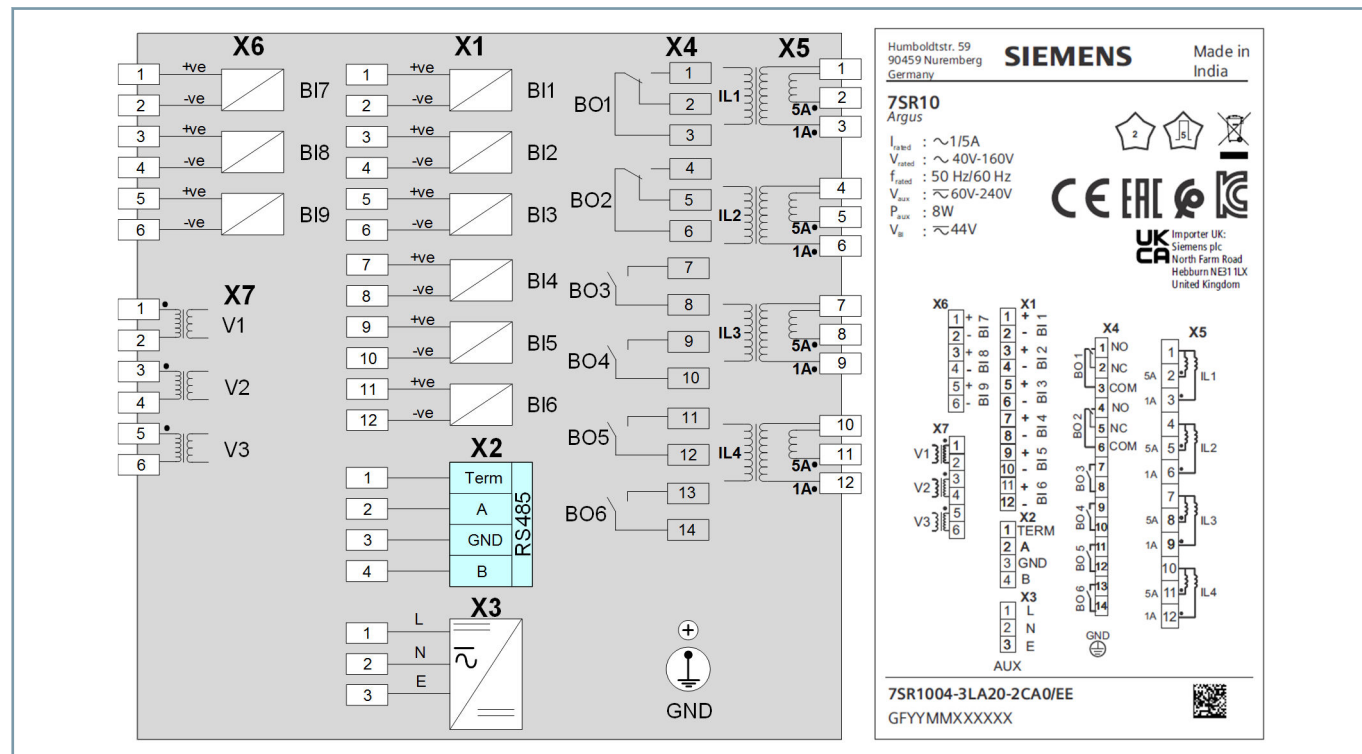 X6
1 +ve
2 -ve
BI7
3 +ve
4 -ve
BI8
5 +ve
6 -ve
BI9
X7
1
2
V1
3
4
V2
5
6
V3
X1
1 +ve
2 -ve
BI1
3 +ve
4 -ve
BI2
5 +ve
6 -ve
BI3
7 +ve
8 -ve
BI4
9 +ve
10 -ve
BI5
11 +ve
12 -ve
BI6
X2
1 Term
2 A
3 GND
4 B
RS485
X3
1 L
2 N
3 E
X4
BO1
1
2
3
BO2
4
5
6
BO3
7
8
BO4
9
10
BO5
11
12
BO6
13
14
GND
X5
IL1
1
2
5A
1A 3
IL2
4
5
5A
1A 6
IL3
7
8
5A
1A 9
IL4
10
11
5A
1A 12
Humboldtstr. 59
90459 Nuremberg
Germany
SIEMENS
Made in
India
7SR10
Argus
Irated : ~1/5A
Vrated : ~ 40V-160V
frated : 50 Hz/60 Hz
Vaux : ⏦60V-240V
Paux : 8W
V : ⏦44V
2
5
CE EAC
UK
CA
Importer UK:
Siemens plc
North Farm Road
Hebburn NE31 1LX
United Kingdom
X6
1 + BI 7
2 -
3 + BI 8
4 -
5 + BI 9
6 -
X7
V1 1
2
V2 3
4
V3 5
6
X1
1 + BI 1
2 -
3 + BI 2
4 -
5 + BI 3
6 -
7 + BI 4
8 -
9 + BI 5
10 -
11 + BI 6
12 -
X2
1 TERM
2 A
3 GND
4 B
X3
1 L
2 N
3 E
AUX
X4
BO 1
1 NO
2 NC
3 COM
BO 2
4 NO
5 NC
6 COM
BO 3
7
8
BO 4
9
10
BO 5
11
12
BO 6
13
14
GND
X5
1
5A 2 IL1
1A 3
4
5A 5 IL2
1A 6
7
5A 8 IL3
1A 9
10
5A 11 IL4
1A 12
7SR1004-3LA20-2CA0/EE
GFYYMMXXXXXX